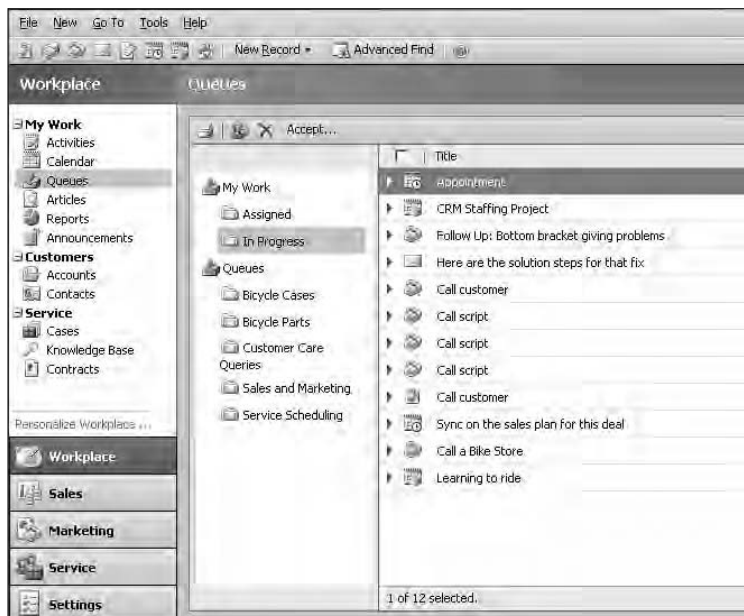 File New Go To Tools Help
New Record Advanced Find
Workplace Queues
My Work
Activities
Calendar
Queues
Articles
Reports
Announcements
Customers
Accounts
Contacts
Service
Cases
Knowledge Base
Contracts
Personalize Workplace ...
Workplace
Sales
Marketing
Service
Settings
Accept...
My Work
Assigned
In Progress
Queues
Bicycle Cases
Bicycle Parts
Customer Care
Queries
Sales and Marketing
Service Scheduling
Title
Appointment
CRM Staffing Project
Follow Up: Bottom bracket giving problems
Here are the solution steps for that fix
Call customer
Call script
Call script
Call script
Call customer
Sync on the sales plan for this deal
Call a Bike Store
Learning to ride
1 of 12 selected.